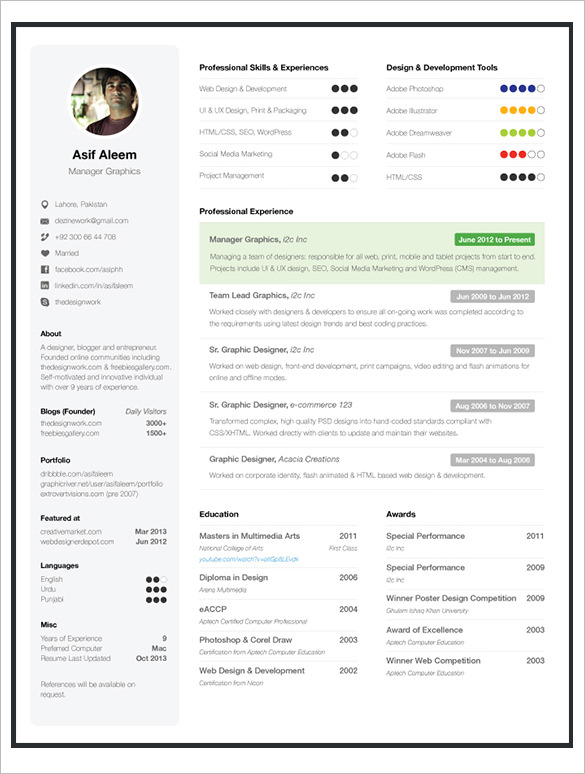 Asif Aleem
Manager Graphics
Lahore, Pakistan
dezinework@gmail.com
+92 300 66 44 708
Married
facebook.com/asiphh
linkedin.com/in/asifaleem
thedesignwork
About
A designer, blogger and entrepreneur.
Founded online communities including
thedesignwork.com & freebiesgallery.com.
Self-motivated and innovative individual
with over 9 years of experience.
Blogs (Founder) Daily Visitors
thedesignwork.com 3000+
freebiesgallery.com 1500+
Portfolio
dribbble.com/asifaleem
graphicriver.net/user/asifaleem/portfolio
extrovertvisions.com (pre 2007)
Featured at
creativemarket.com Mar 2013
webdesignerdepot.com Jun 2012
Languages
English
Urdu
Punjabi
Misc
Years of Experience 9
Preferred Computer Mac
Resume Last Updated Oct 2013
References will be available on
request.
Professional Skills & Experiences
Web Design & Development
UI & UX Design, Print & Packaging
HTML/CSS, SEO, WordPress
Social Media Marketing
Project Management
Design & Development Tools
Adobe Photoshop
Adobe Illustrator
Adobe Dreamweaver
Adobe Flash
HTML/CSS
Professional Experience
Manager Graphics, i2c Inc June 2012 to Present
Managing a team of designers: responsible for all web, print, mobile and tablet projects from start to end.
Projects include UI & UX design, SEO, Social Media Marketing and WordPress (CMS) management.
Team Lead Graphics, i2c Inc Jun 2009 to Jun 2012
Worked closely with designers & developers to ensure all on-going work was completed according to
the requirements using latest design trends and best coding practices.
Sr. Graphic Designer, i2c Inc Nov 2007 to Jun 2009
Worked on web design, front-end development, print campaigns, video editing and flash animations for
online and offline modes.
Sr. Graphic Designer, e-commerce 123 Aug 2006 to Nov 2007
Transformed complex, high quality PSD designs into hand-coded standards compliant with
CSS/XHTML. Worked directly with clients to update and maintain their websites.
Graphic Designer, Acacia Creations Mar 2004 to Aug 2006
Worked on corporate identity, flash animated & HTML based web design & development.
Education
Masters in Multimedia Arts 2011
National College of Arts First Class
Diploma in Design 2006
Arena Multimedia
eACCP 2004
Aptech Certified Computer Professional
Photoshop & Corel Draw 2003
Certification from Aptech Computer Education
Web Design & Development 2002
Certification from Nicon
Awards
Special Performance 2011
i2c Inc
Special Performance 2009
i2c Inc
Winner Poster Design Competition 2009
Ghulam Ishaq Khan University
Award of Excellence 2003
Aptech Computer Education
Winner Web Competition 2003
Aptech Computer Education